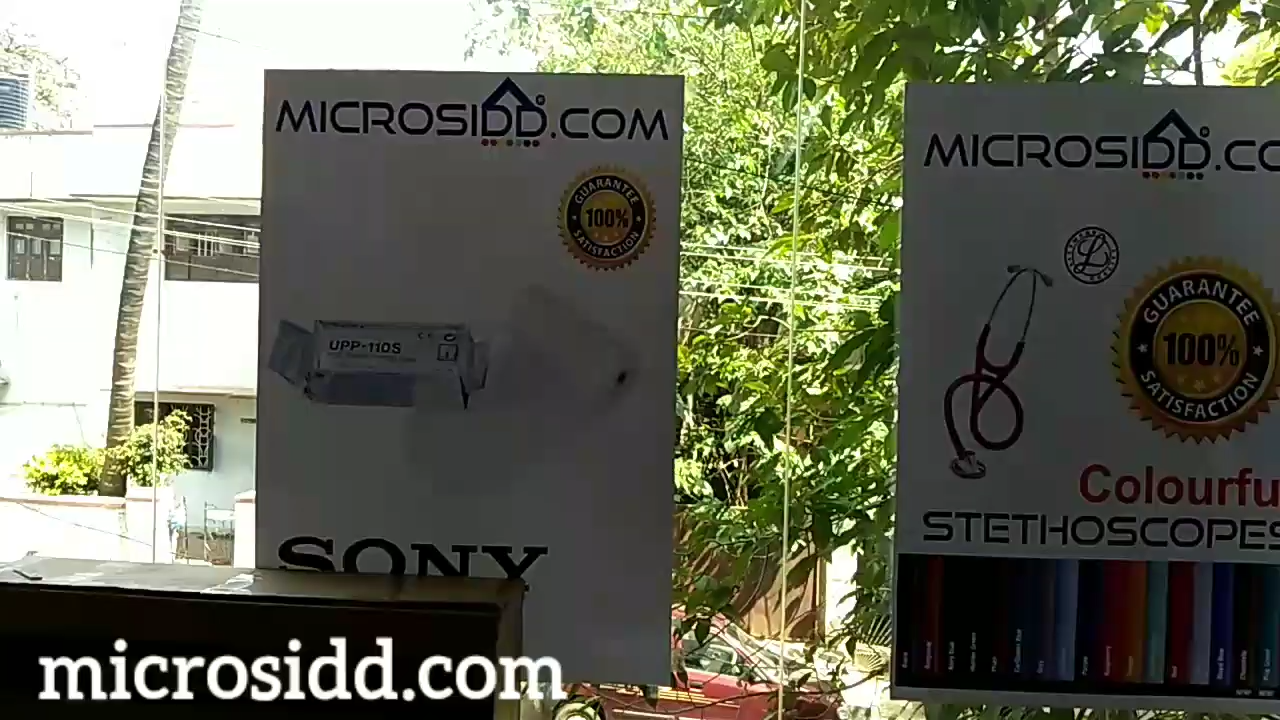 MICROSIDD.COM
GUARANTEE
100%
SATISFACTION
UPP-110S
SONY
MICROSIDD.CO
L
GUARANTEE
100%
SATISFACTION
Colourfu
STETHOSCOPES
microsidd.com